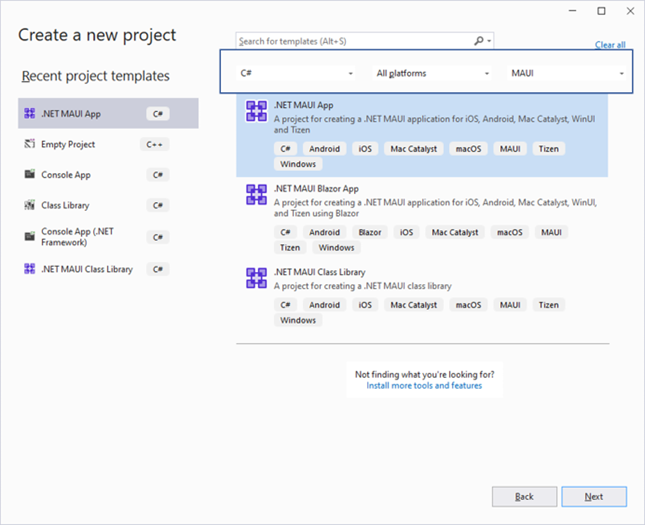 Create a new project
Search for templates (Alt+S)
Clear all
Recent project templates
C#
All platforms
MAUI
.NET MAUI App
C#
Empty Project
C++
Console App
C#
Class Library
C#
Console App (.NET
Framework)
C#
.NET MAUI Class Library
C#
.NET MAUI App
A project for creating a .NET MAUI application for iOS, Android, Mac Catalyst, WinUI
and Tizen
C# Android iOS Mac Catalyst macOS MAUI Tizen
Windows
.NET MAUI Blazor App
A project for creating a .NET MAUI application for iOS, Android, Mac Catalyst, WinUI,
and Tizen using Blazor
C# Android Blazor iOS Mac Catalyst macOS MAUI
Tizen Windows
.NET MAUI Class Library
A project for creating a .NET MAUI class library
C# Android iOS Mac Catalyst macOS MAUI Tizen
Windows
Not finding what you're looking for?
Install more tools and features
Back
Next